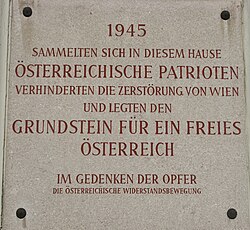 1945
SAMMELTEN SICH IN DIESEM HAUSE
ÖSTERREICHISCHE PATRIOTEN
VERHINDERTEN DIE ZERSTÖRUNG VON WIEN
UND LEGTEN DEN
GRUNDSTEIN FÜR EIN FREIES
ÖSTERREICH
IM GEDENKEN DER OPFER
DIE ÖSTERREICHISCHE WIDERSTANDSBEWEGUNG